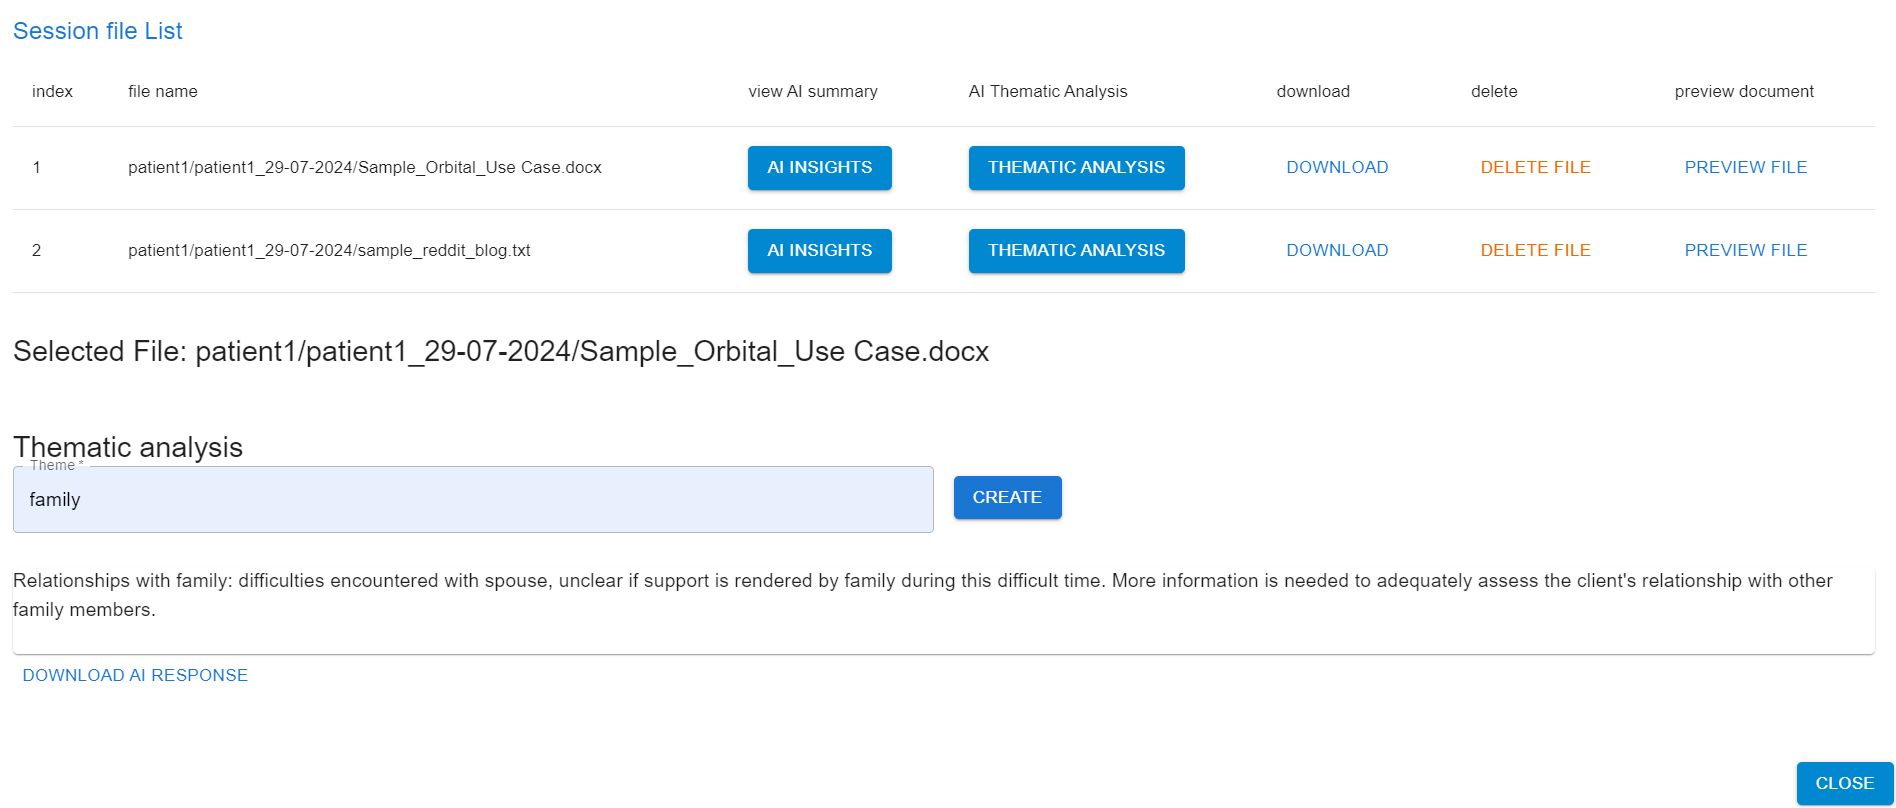 Session file List
index file name view AI summary AI Thematic Analysis download delete preview document
1 patient1/patient1_29-07-2024/Sample_Orbital_Use Case.docx AI INSIGHTS THEMATIC ANALYSIS DOWNLOAD DELETE FILE PREVIEW FILE
2 patient1/patient1_29-07-2024/sample_reddit_blog.txt AI INSIGHTS THEMATIC ANALYSIS DOWNLOAD DELETE FILE PREVIEW FILE
Selected File: patient1/patient1_29-07-2024/Sample_Orbital_Use Case.docx
Thematic analysis
Theme *
family CREATE
Relationships with family: difficulties encountered with spouse, unclear if support is rendered by family during this difficult time. More information is needed to adequately assess the client's relationship with other
family members.
DOWNLOAD AI RESPONSE
CLOSE